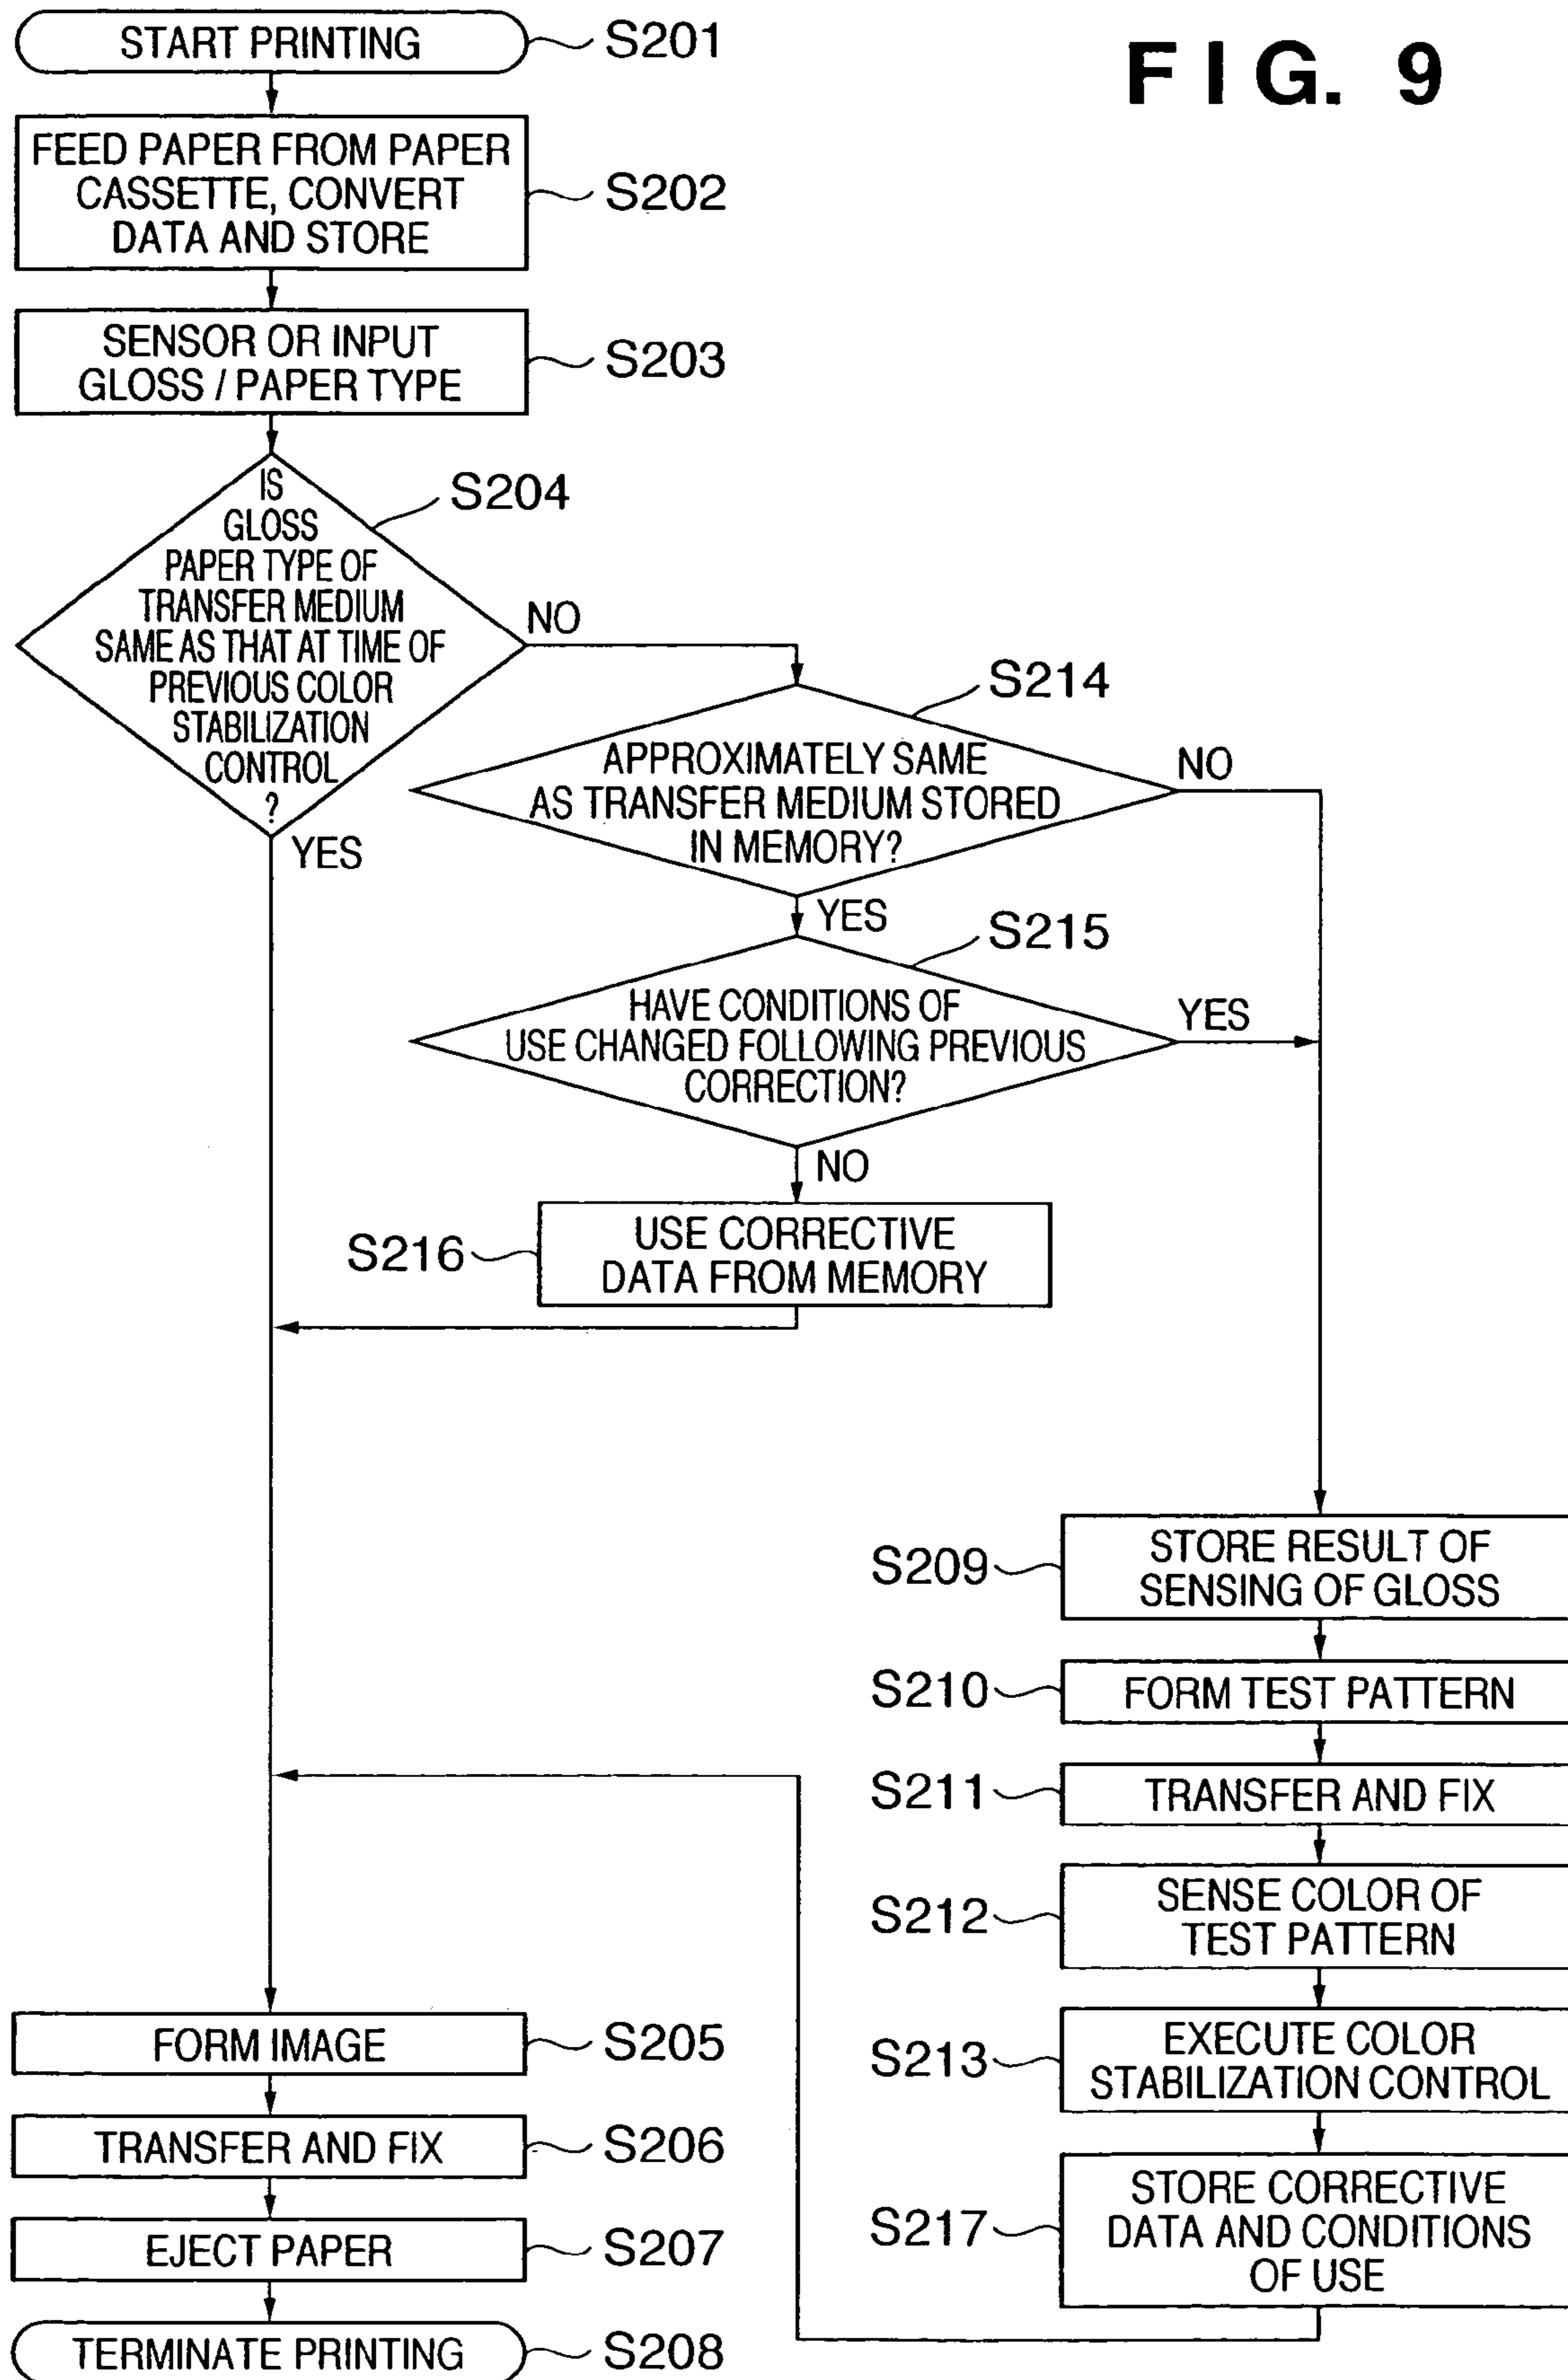 FIG. 9
START PRINTING
S201
FEED PAPER FROM PAPER
CASSETTE, CONVERT
DATA AND STORE
S202
SENSOR OR INPUT
GLOSS / PAPER TYPE
S203
IS
GLOSS
PAPER TYPE OF
TRANSFER MEDIUM
SAME AS THAT AT TIME OF
PREVIOUS COLOR
STABILIZATION
CONTROL
?
S204
NO
YES
APPROXIMATELY SAME
AS TRANSFER MEDIUM STORED
IN MEMORY?
S214
NO
YES
HAVE CONDITIONS OF
USE CHANGED FOLLOWING PREVIOUS
CORRECTION?
S215
YES
NO
S216
USE CORRECTIVE
DATA FROM MEMORY
S209
STORE RESULT OF
SENSING OF GLOSS
S210
FORM TEST PATTERN
S211
TRANSFER AND FIX
S212
SENSE COLOR OF
TEST PATTERN
S213
EXECUTE COLOR
STABILIZATION CONTROL
S217
STORE CORRECTIVE
DATA AND CONDITIONS
OF USE
FORM IMAGE
S205
TRANSFER AND FIX
S206
EJECT PAPER
S207
TERMINATE PRINTING
S208